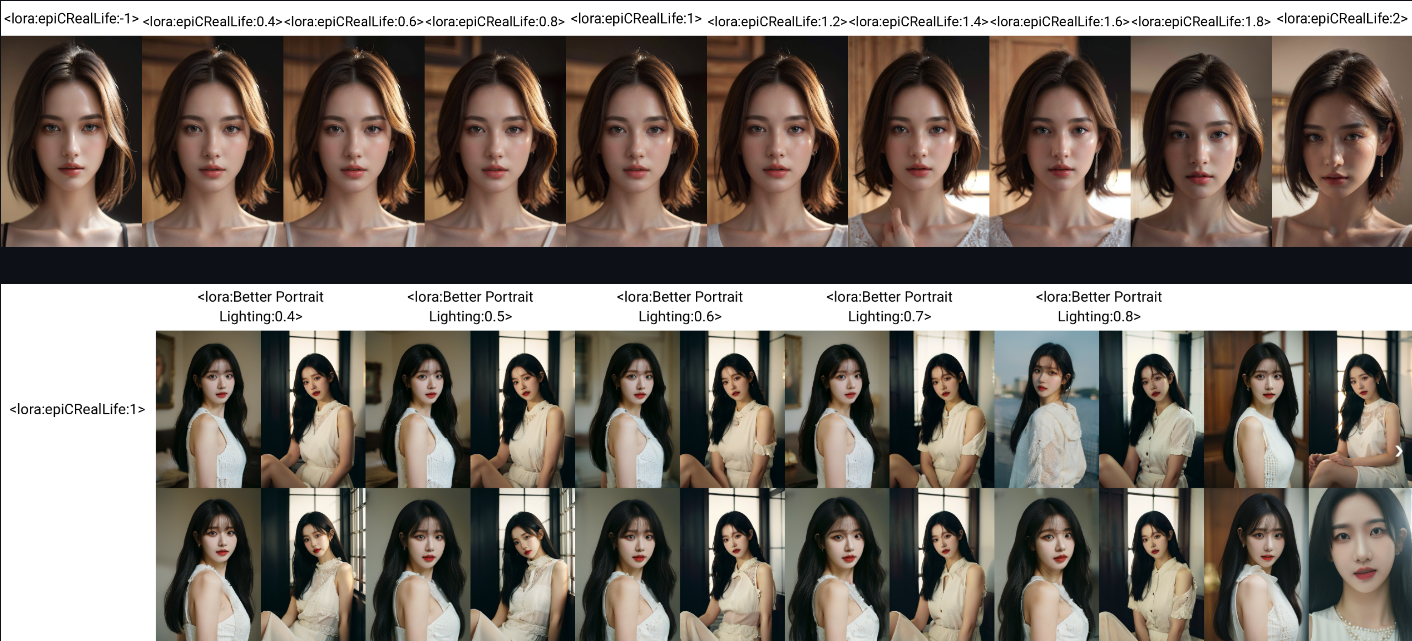 <lora:epiCRealLife:-1> <lora:epiCRealLife:0.4> <lora:epiCRealLife:0.6> <lora:epiCRealLife:0.8> <lora:epiCRealLife:1> <lora:epiCRealLife:1.2> <lora:epiCRealLife:1.4> <lora:epiCRealLife:1.6> <lora:epiCRealLife:1.8> <lora:epiCRealLife:2>
<lora:Better Portrait <lora:Better Portrait <lora:Better Portrait <lora:Better Portrait <lora:Better Portrait
Lighting:0.4> Lighting:0.5> Lighting:0.6> Lighting:0.7> Lighting:0.8>
<lora:epiCRealLife:1>